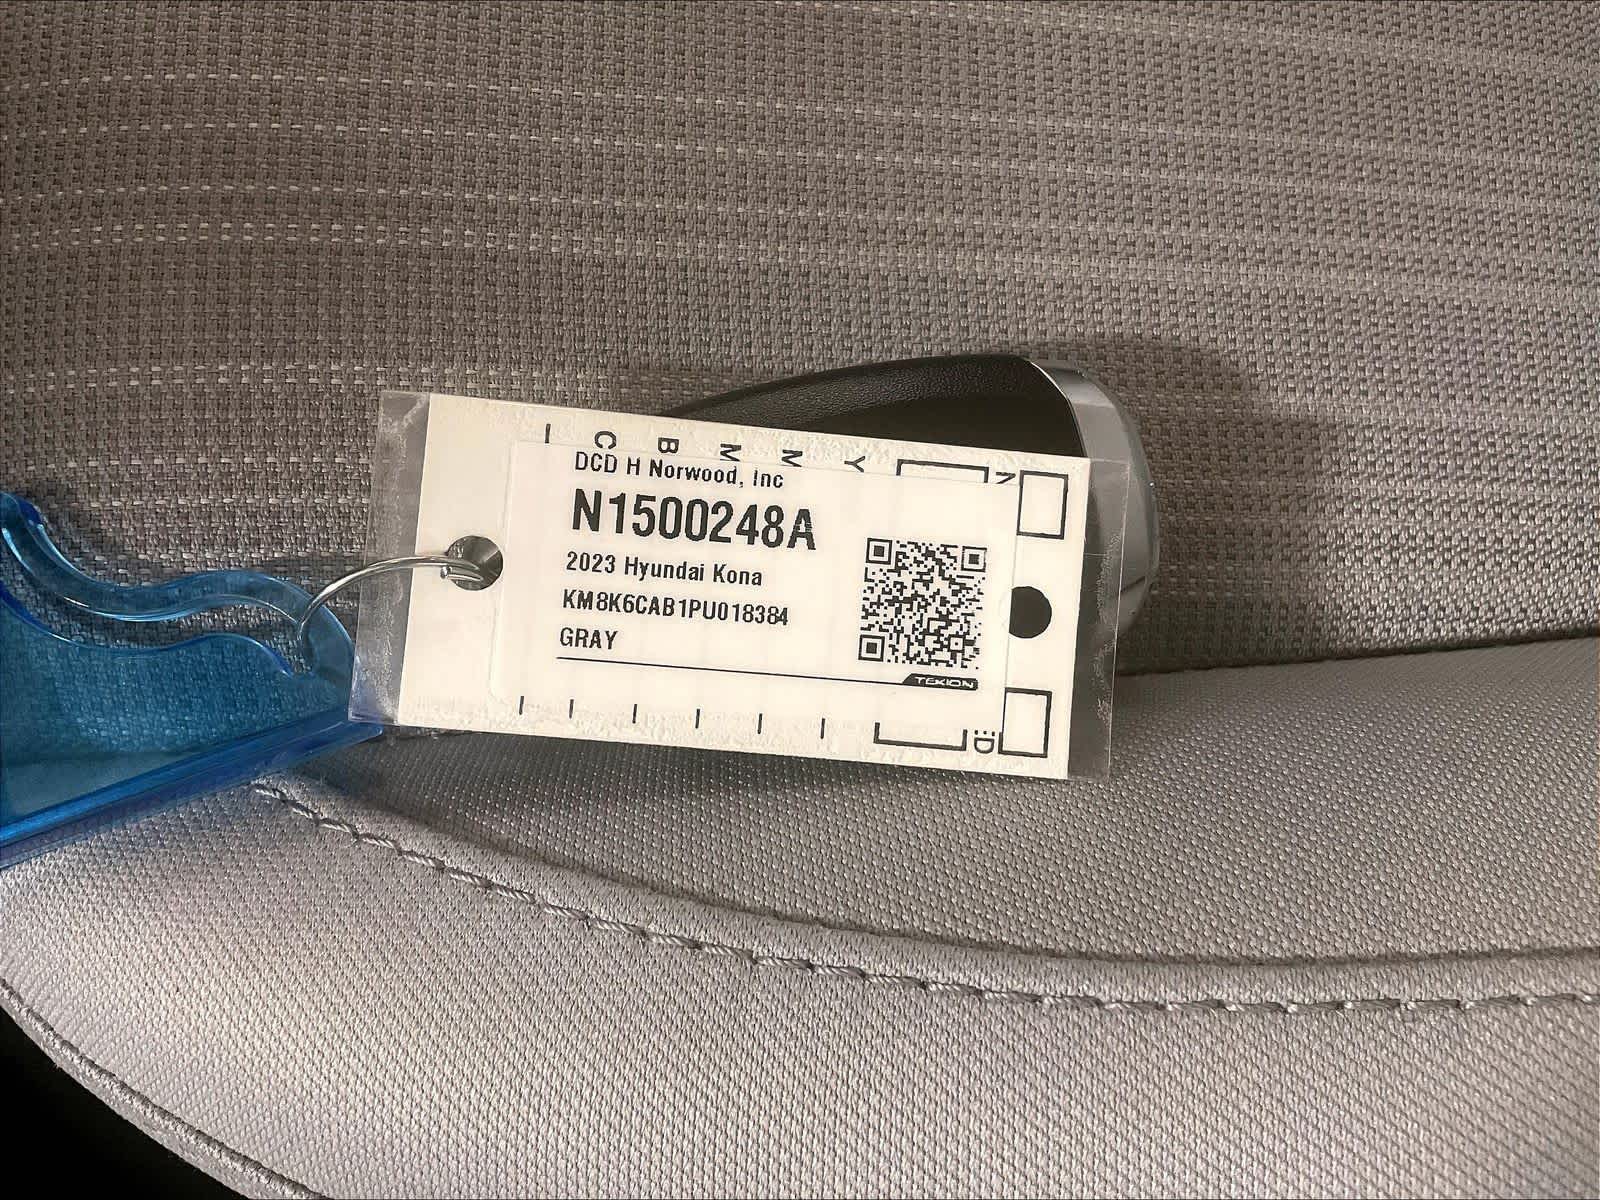 DCD H Norwood, Inc
N1500248A
2023 Hyundai Kona
KM8K6CAB1PU018384
GRAY
TEKION